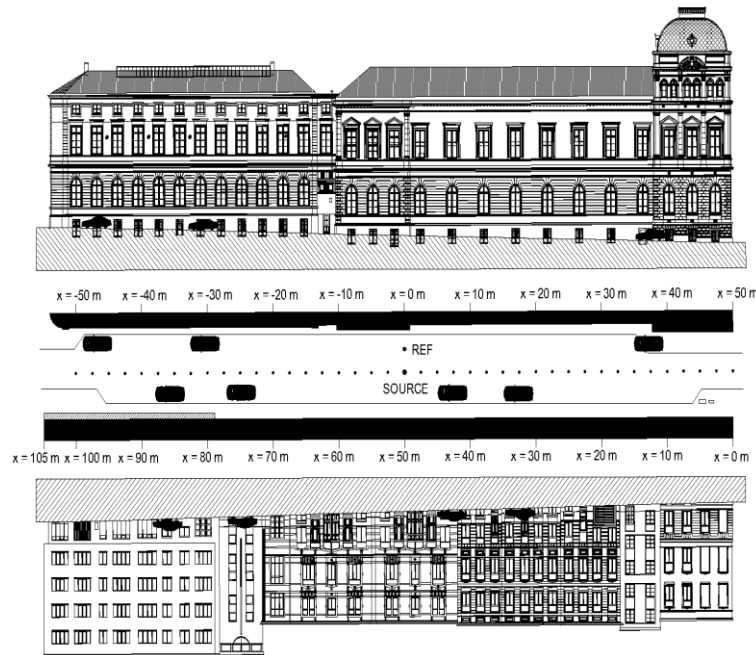 x = -50 m x = -40 m x = -30 m x = -20 m x = -10 m x = 0 m x = 10 m x = 20 m x = 30 m x = 40 m x = 50 m
REF
SOURCE
x = 105 m x = 100 m x = 90 m x = 80 m x = 70 m x = 60 m x = 50 m x = 40 m x = 30 m x = 20 m x = 10 m x = 0 m